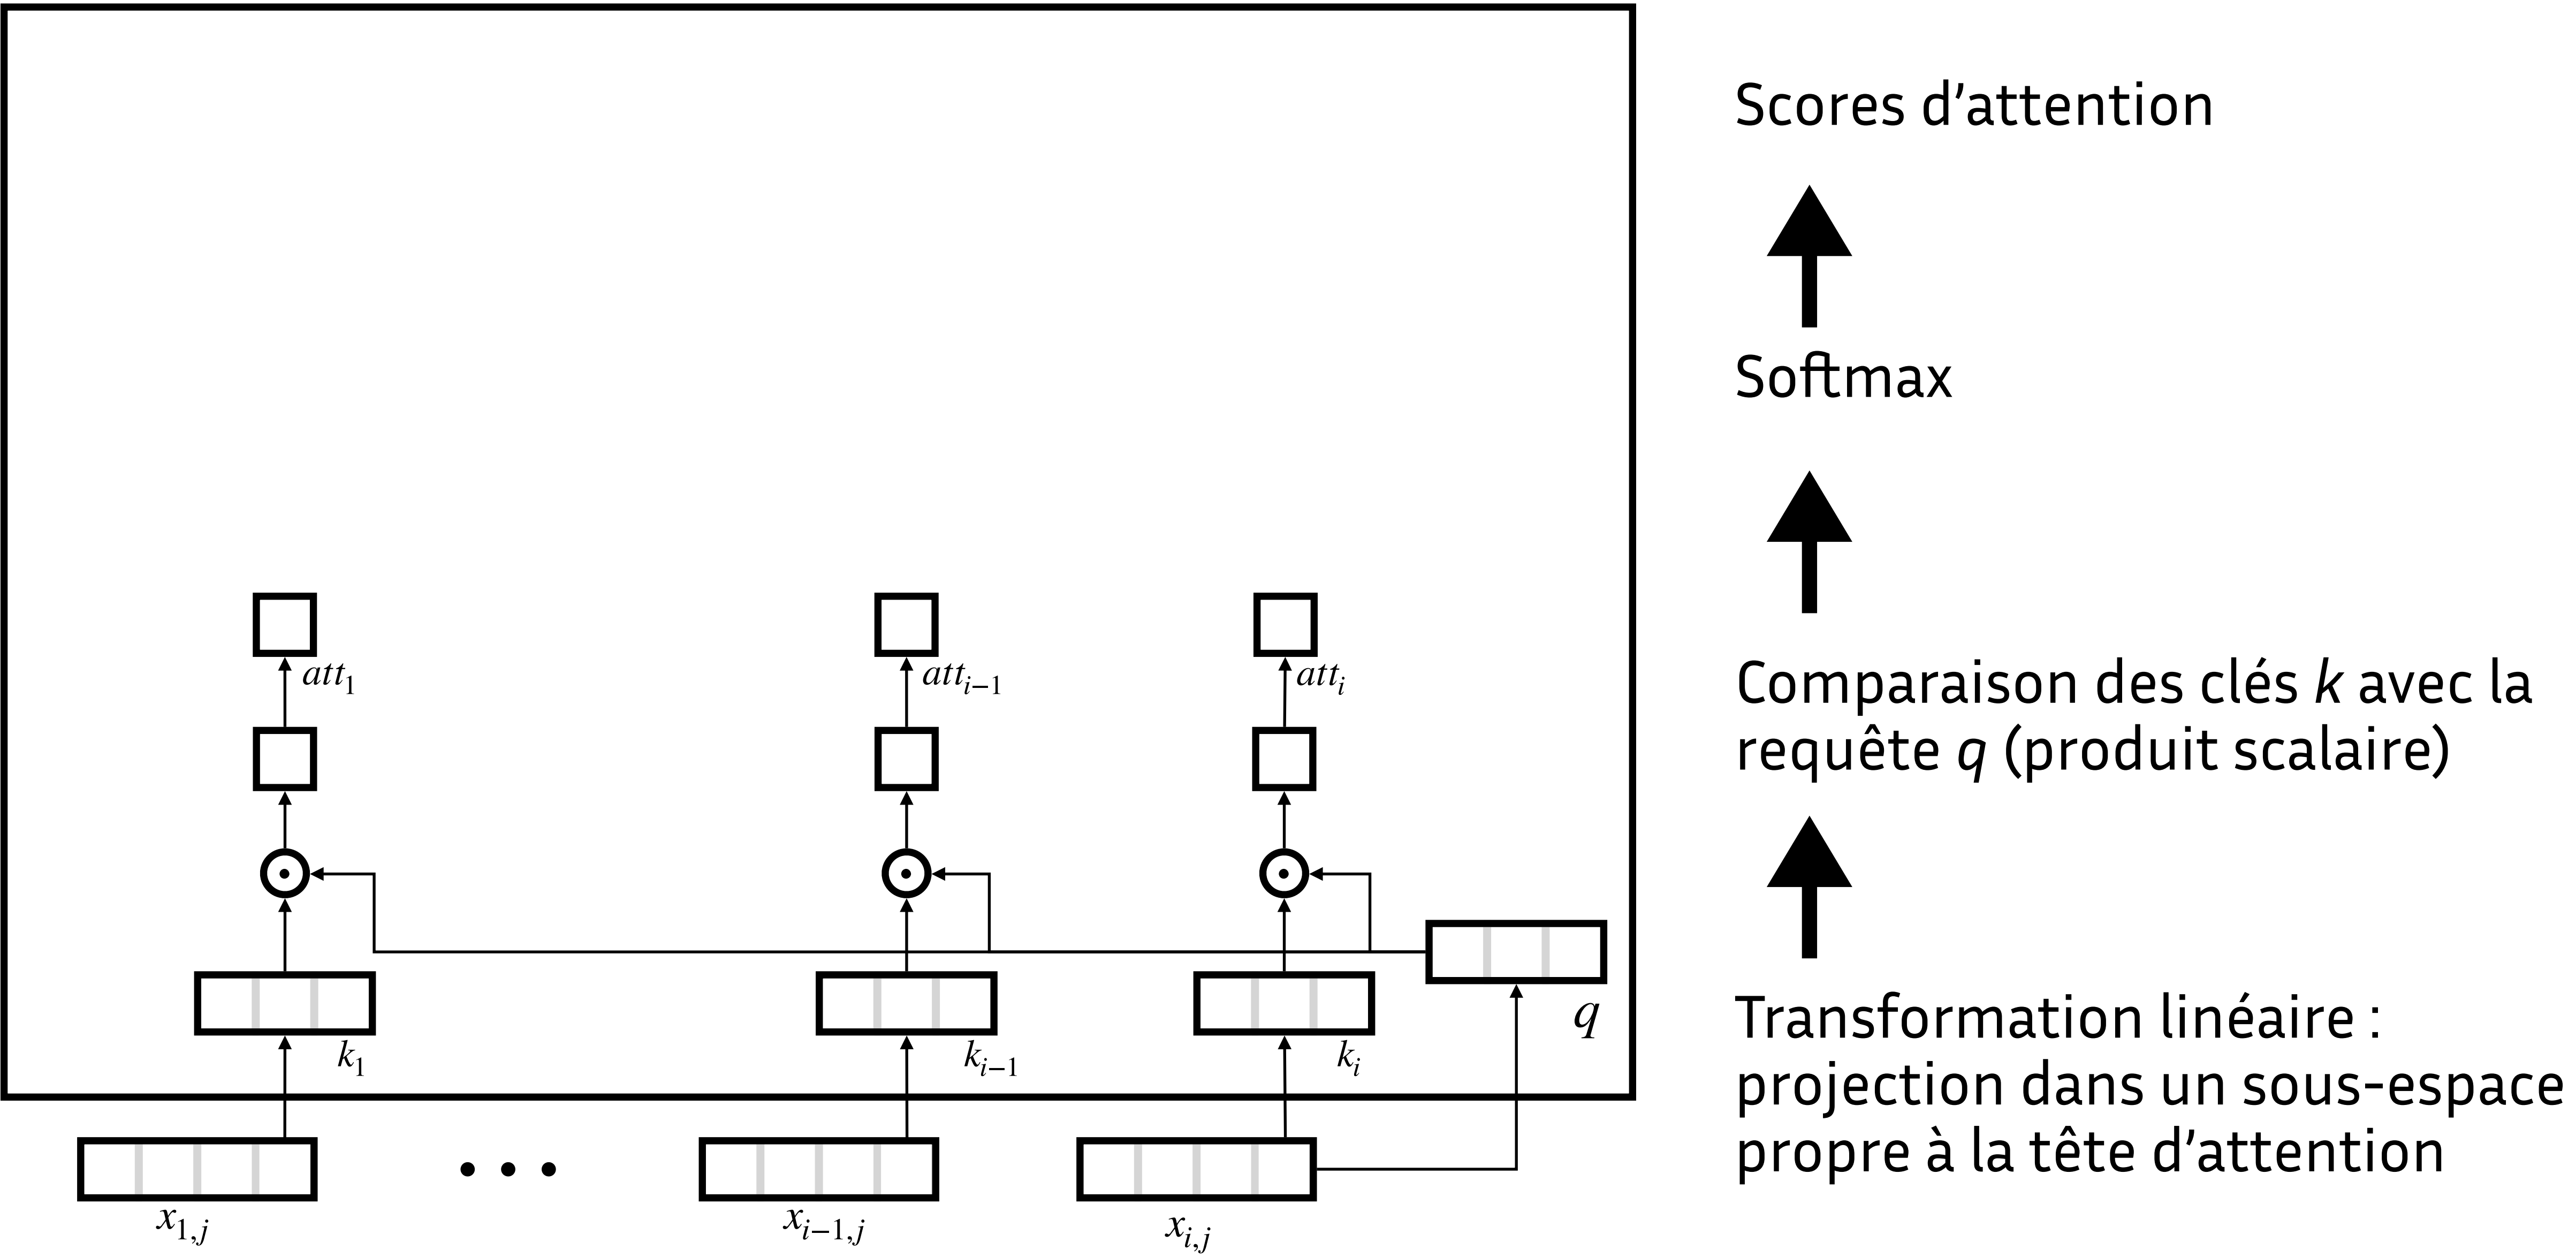 Scores d’attention
Softmax
att₁
attᵢ₋₁
attᵢ
Comparaison des clés k avec la
requête q (produit scalaire)
q
k₁
kᵢ₋₁
kᵢ
Transformation linéaire :
projection dans un sous-espace
propre à la tête d’attention
x₁,ⱼ
xᵢ₋₁,ⱼ
xᵢ,ⱼ